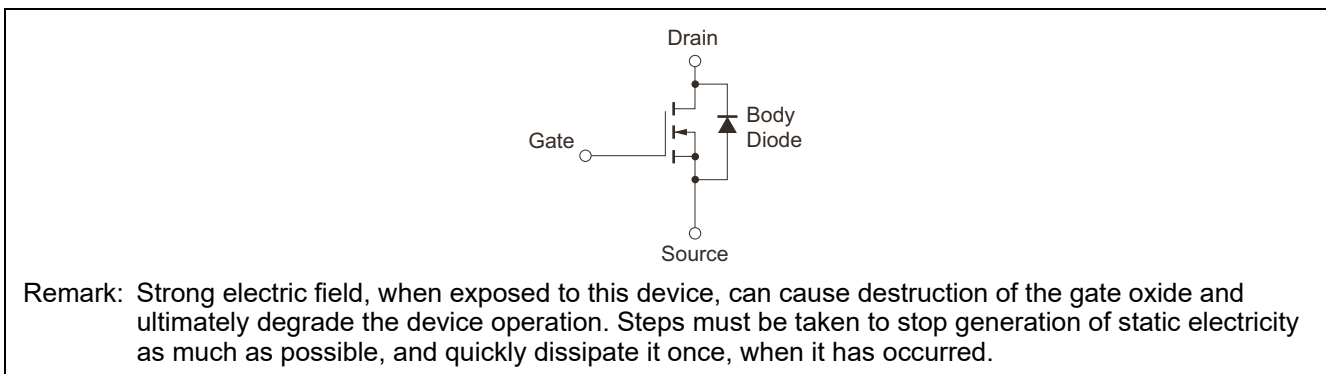 Drain
Body
Diode
Gate
Source
Remark: Strong electric field, when exposed to this device, can cause destruction of the gate oxide and
ultimately degrade the device operation. Steps must be taken to stop generation of static electricity
as much as possible, and quickly dissipate it once, when it has occurred.